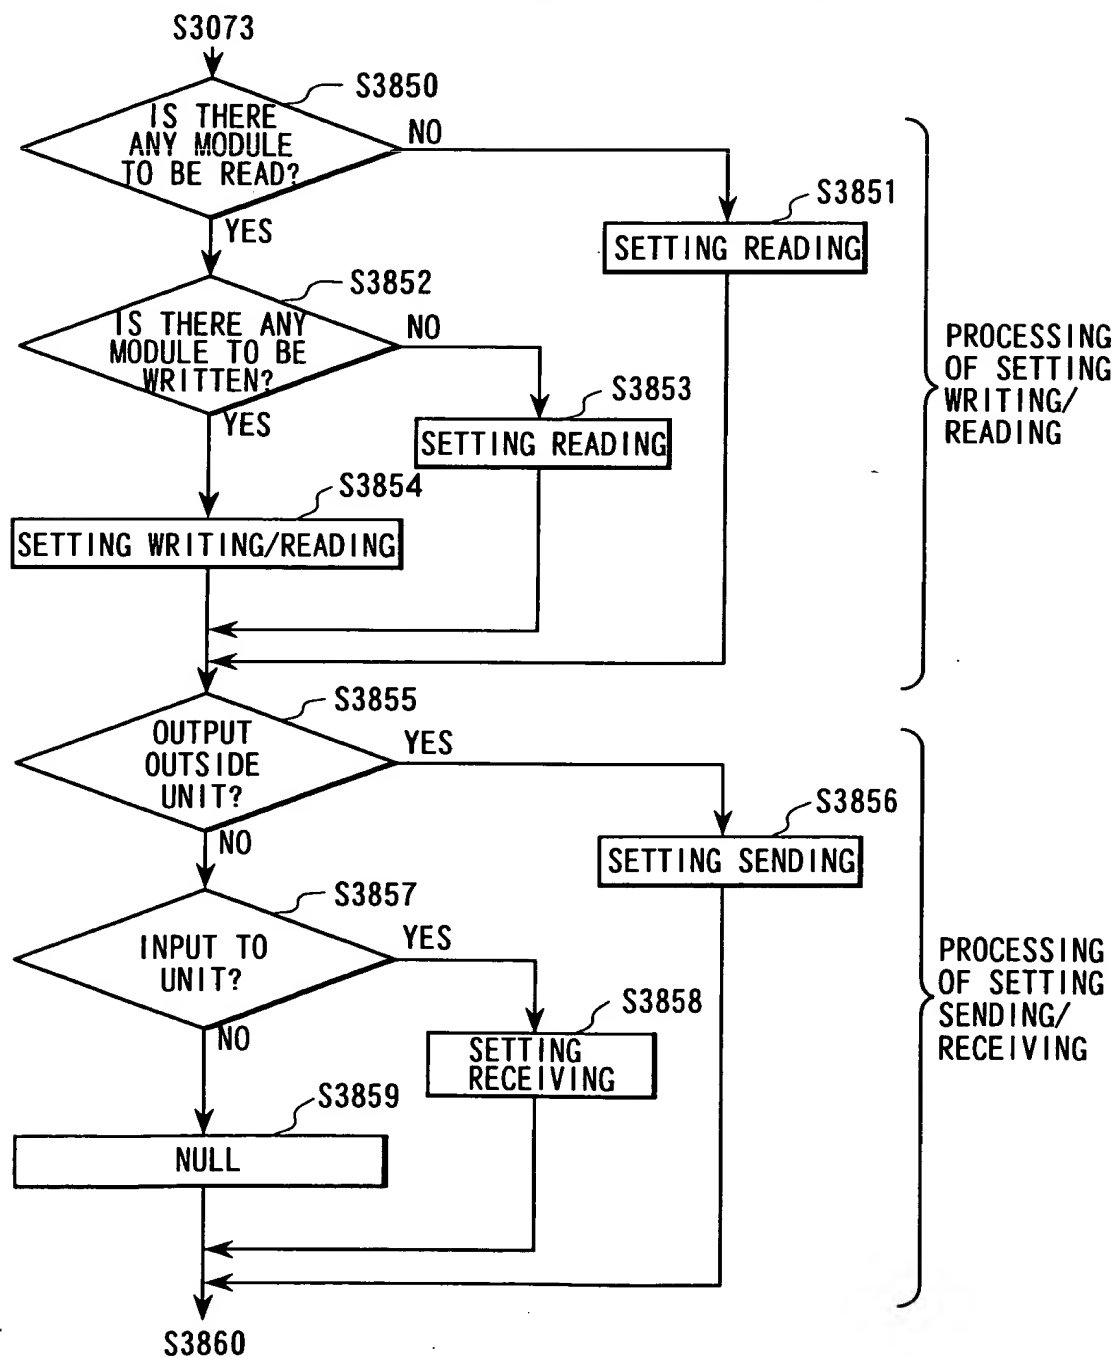 S3073
S3850
IS THERE
ANY MODULE
TO BE READ?
NO
YES
S3851
SETTING READING
S3852
IS THERE ANY
MODULE TO BE
WRITTEN?
NO
YES
S3853
SETTING READING
S3854
SETTING WRITING/READING
PROCESSING
OF SETTING
WRITING/
READING
S3855
OUTPUT
OUTSIDE
UNIT?
YES
NO
S3856
SETTING SENDING
S3857
INPUT TO
UNIT?
YES
NO
S3858
SETTING
RECEIVING
S3859
NULL
PROCESSING
OF SETTING
SENDING/
RECEIVING
S3860